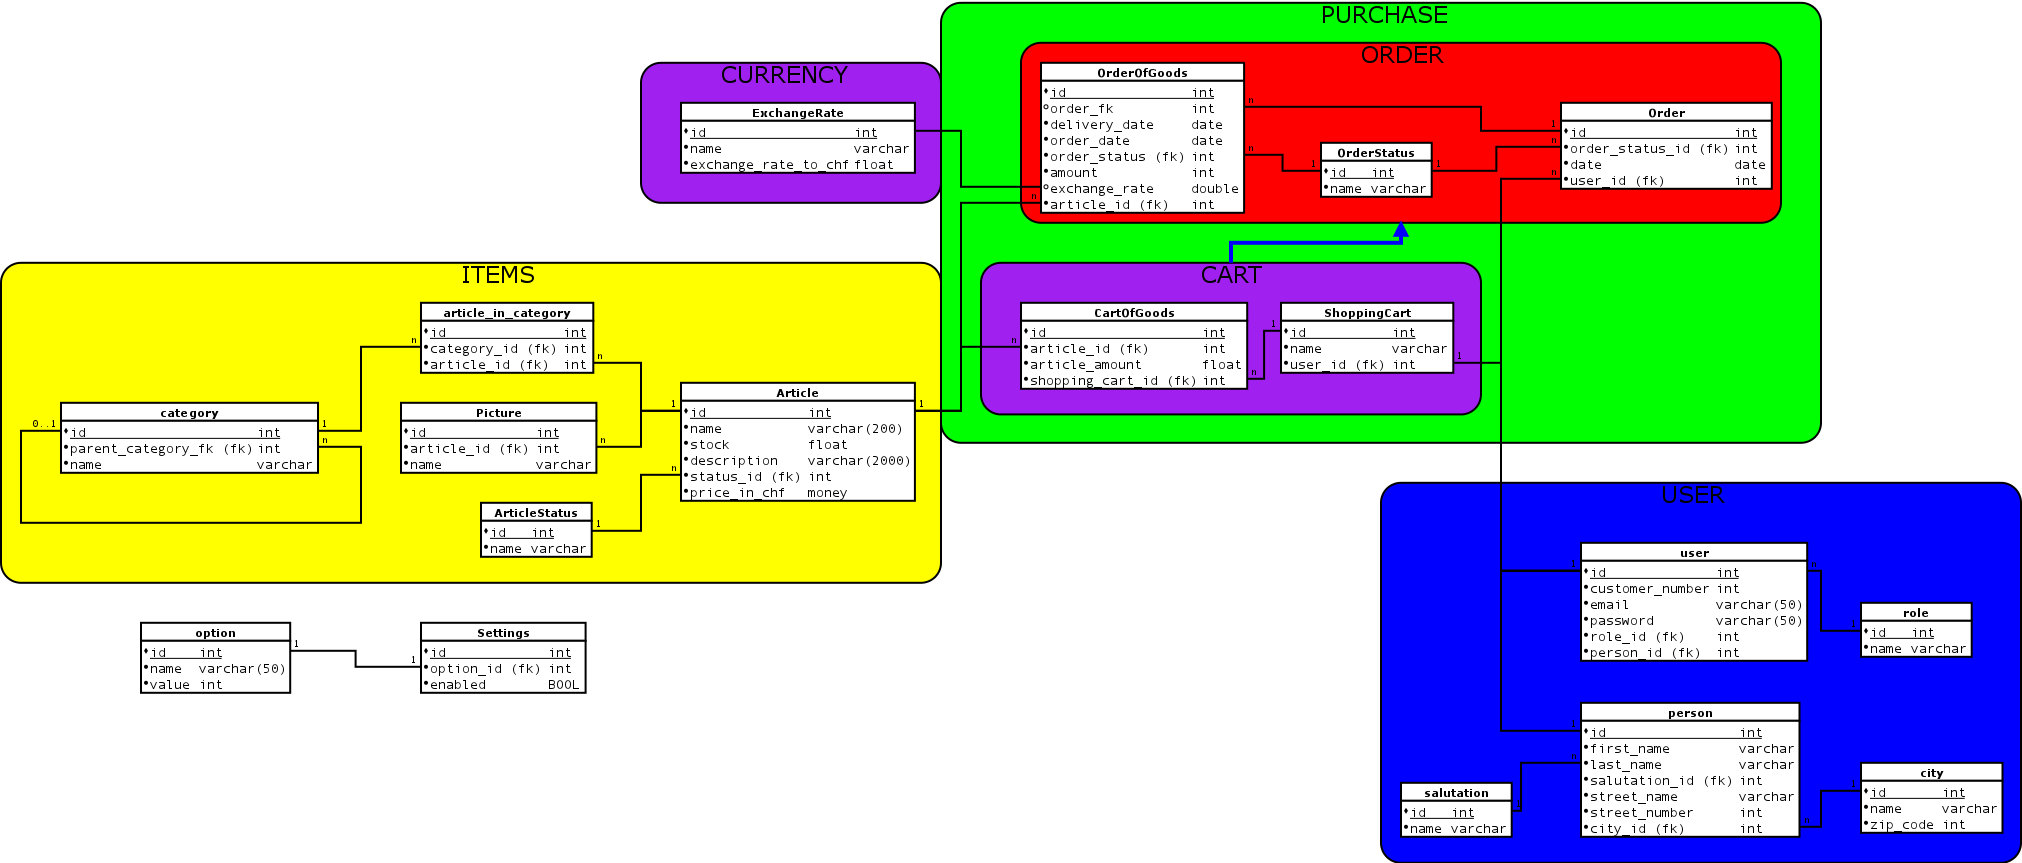 PURCHASE
ORDER
OrderOfGoods
id int
order_fk int
delivery_date date
order_date date
order_status (fk) int
amount int
exchange_rate double
article_id (fk) int
n
n
n
OrderStatus
id int
name varchar
1
1
Order
id int
order_status_id (fk) int
date date
user_id (fk) int
1
n
n
CURRENCY
ExchangeRate
id int
name varchar
exchange_rate_to_chf float
CART
CartOfGoods
id int
article_id (fk) int
article_amount float
shopping_cart_id (fk) int
n
n
ShoppingCart
id int
name varchar
user_id (fk) int
1
1
ITEMS
article_in_category
id int
category_id (fk) int
article_id (fk) int
n
n
category
id int
parent_category_fk (fk) int
name varchar
0..1
1
n
Picture
id int
article_id (fk) int
name varchar
n
Article
id int
name varchar(200)
stock float
description varchar(2000)
status_id (fk) int
price_in_chf money
1
1
n
ArticleStatus
id int
name varchar
1
option
id int
name varchar(50)
value int
1
Settings
id int
option_id (fk) int
enabled BOOL
1
USER
user
id int
customer_number int
email varchar(50)
password varchar(50)
role_id (fk) int
person_id (fk) int
1
n
role
id int
name varchar
1
person
id int
first_name varchar
last_name varchar
salutation_id (fk) int
street_name varchar
street_number int
city_id (fk) int
1
n
n
salutation
id int
name varchar
1
city
id int
name varchar
zip_code int
1